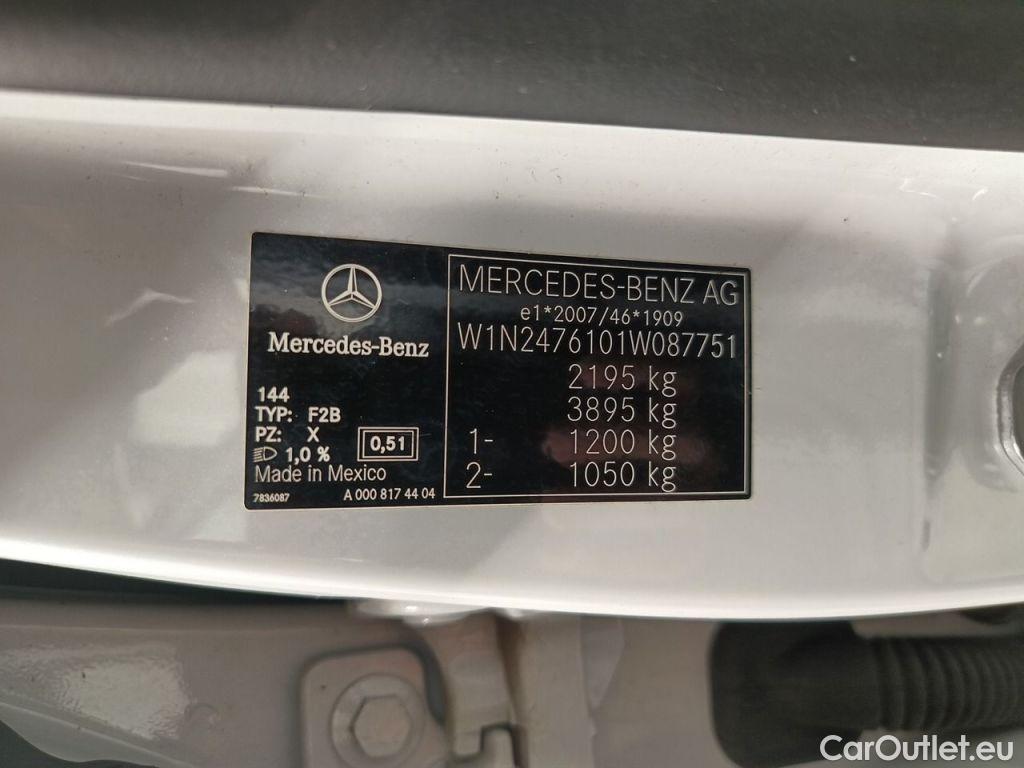 Mercedes-Benz
144
TYP: F2B
PZ: X
1,0 %
0,51
Made in Mexico
7836087 A 000 817 44 04
MERCEDES-BENZ AG
e1*2007/46*1909
W1N2476101W087751
2195 kg
3895 kg
1- 1200 kg
2- 1050 kg
CarOutlet.eu